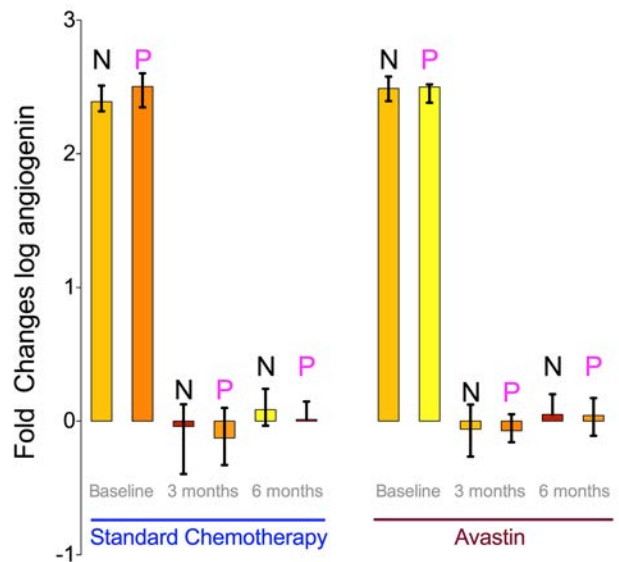 3
2
1
0
-1
Fold Changes log angiogenin
N P
N P
N P
N P
N P
N P
Baseline 3 months 6 months
Baseline 3 months 6 months
Standard Chemotherapy
Avastin